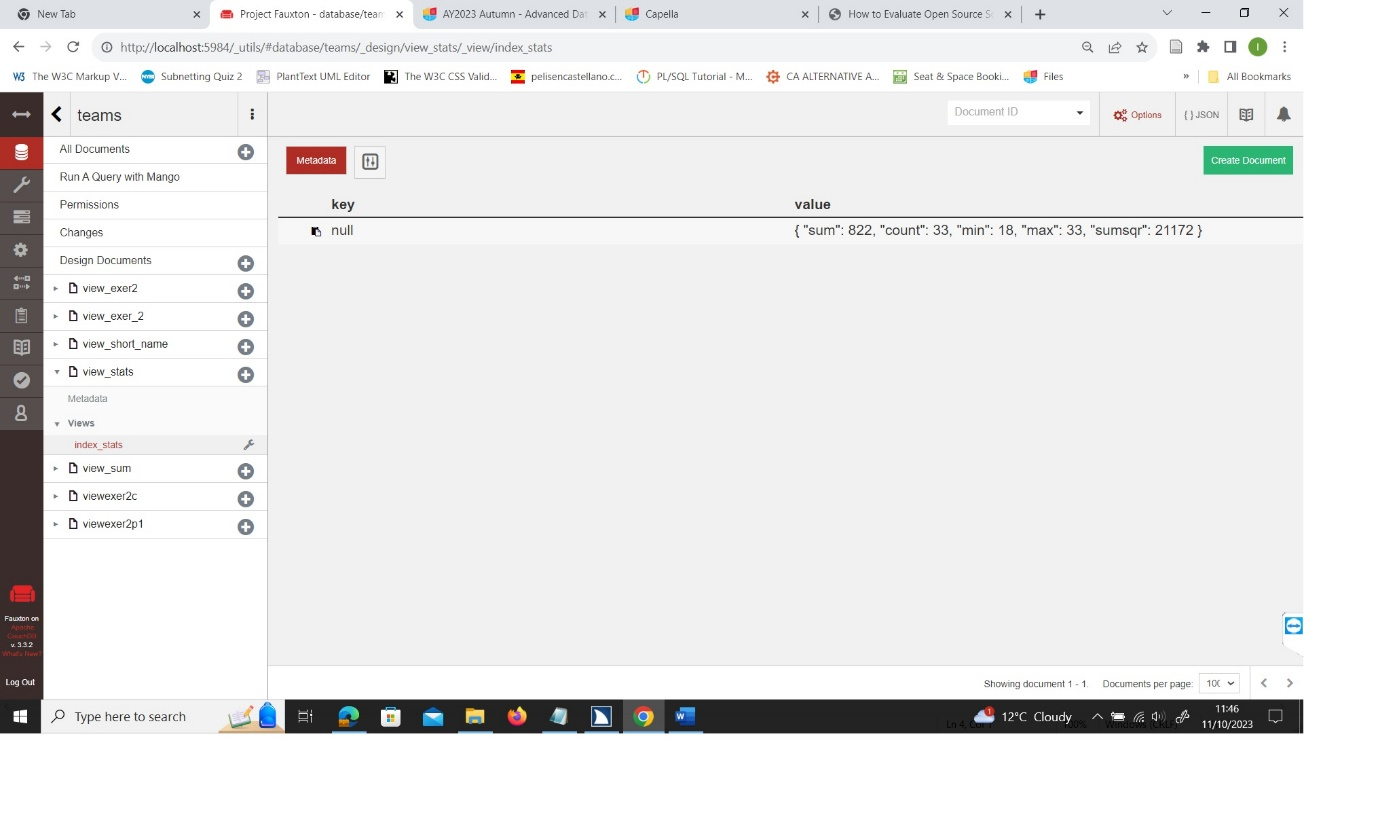 New Tab
Project Fauxton - database/team
AY2023 Autumn - Advanced Dat
Capella
How to Evaluate Open Source S
http://localhost:5984/_utils/#database/teams/_design/view_stats/_view/index_stats
The W3C Markup V...
Subnetting Quiz 2
PlantText UML Editor
The W3C CSS Valid...
pelisencastellano.c...
PL/SQL Tutorial - M...
CA ALTERNATIVE A...
Seat & Space Booki...
Files
»
All Bookmarks
teams
Document ID
Options
{ } JSON
All Documents
Run A Query with Mango
Permissions
Changes
Design Documents
view_exer2
view_exer_2
view_short_name
view_stats
Metadata
Views
index_stats
view_sum
viewexer2c
viewexer2p1
Metadata
Create Document
key value
null { "sum": 822, "count": 33, "min": 18, "max": 33, "sumsqr": 21172 }
Fauxton on
Apache
CouchDB
v. 3.3.2
What's New?
Log Out
Showing document 1 - 1.
Documents per page:
Type here to search
12°C Cloudy
11:46
11/10/2023